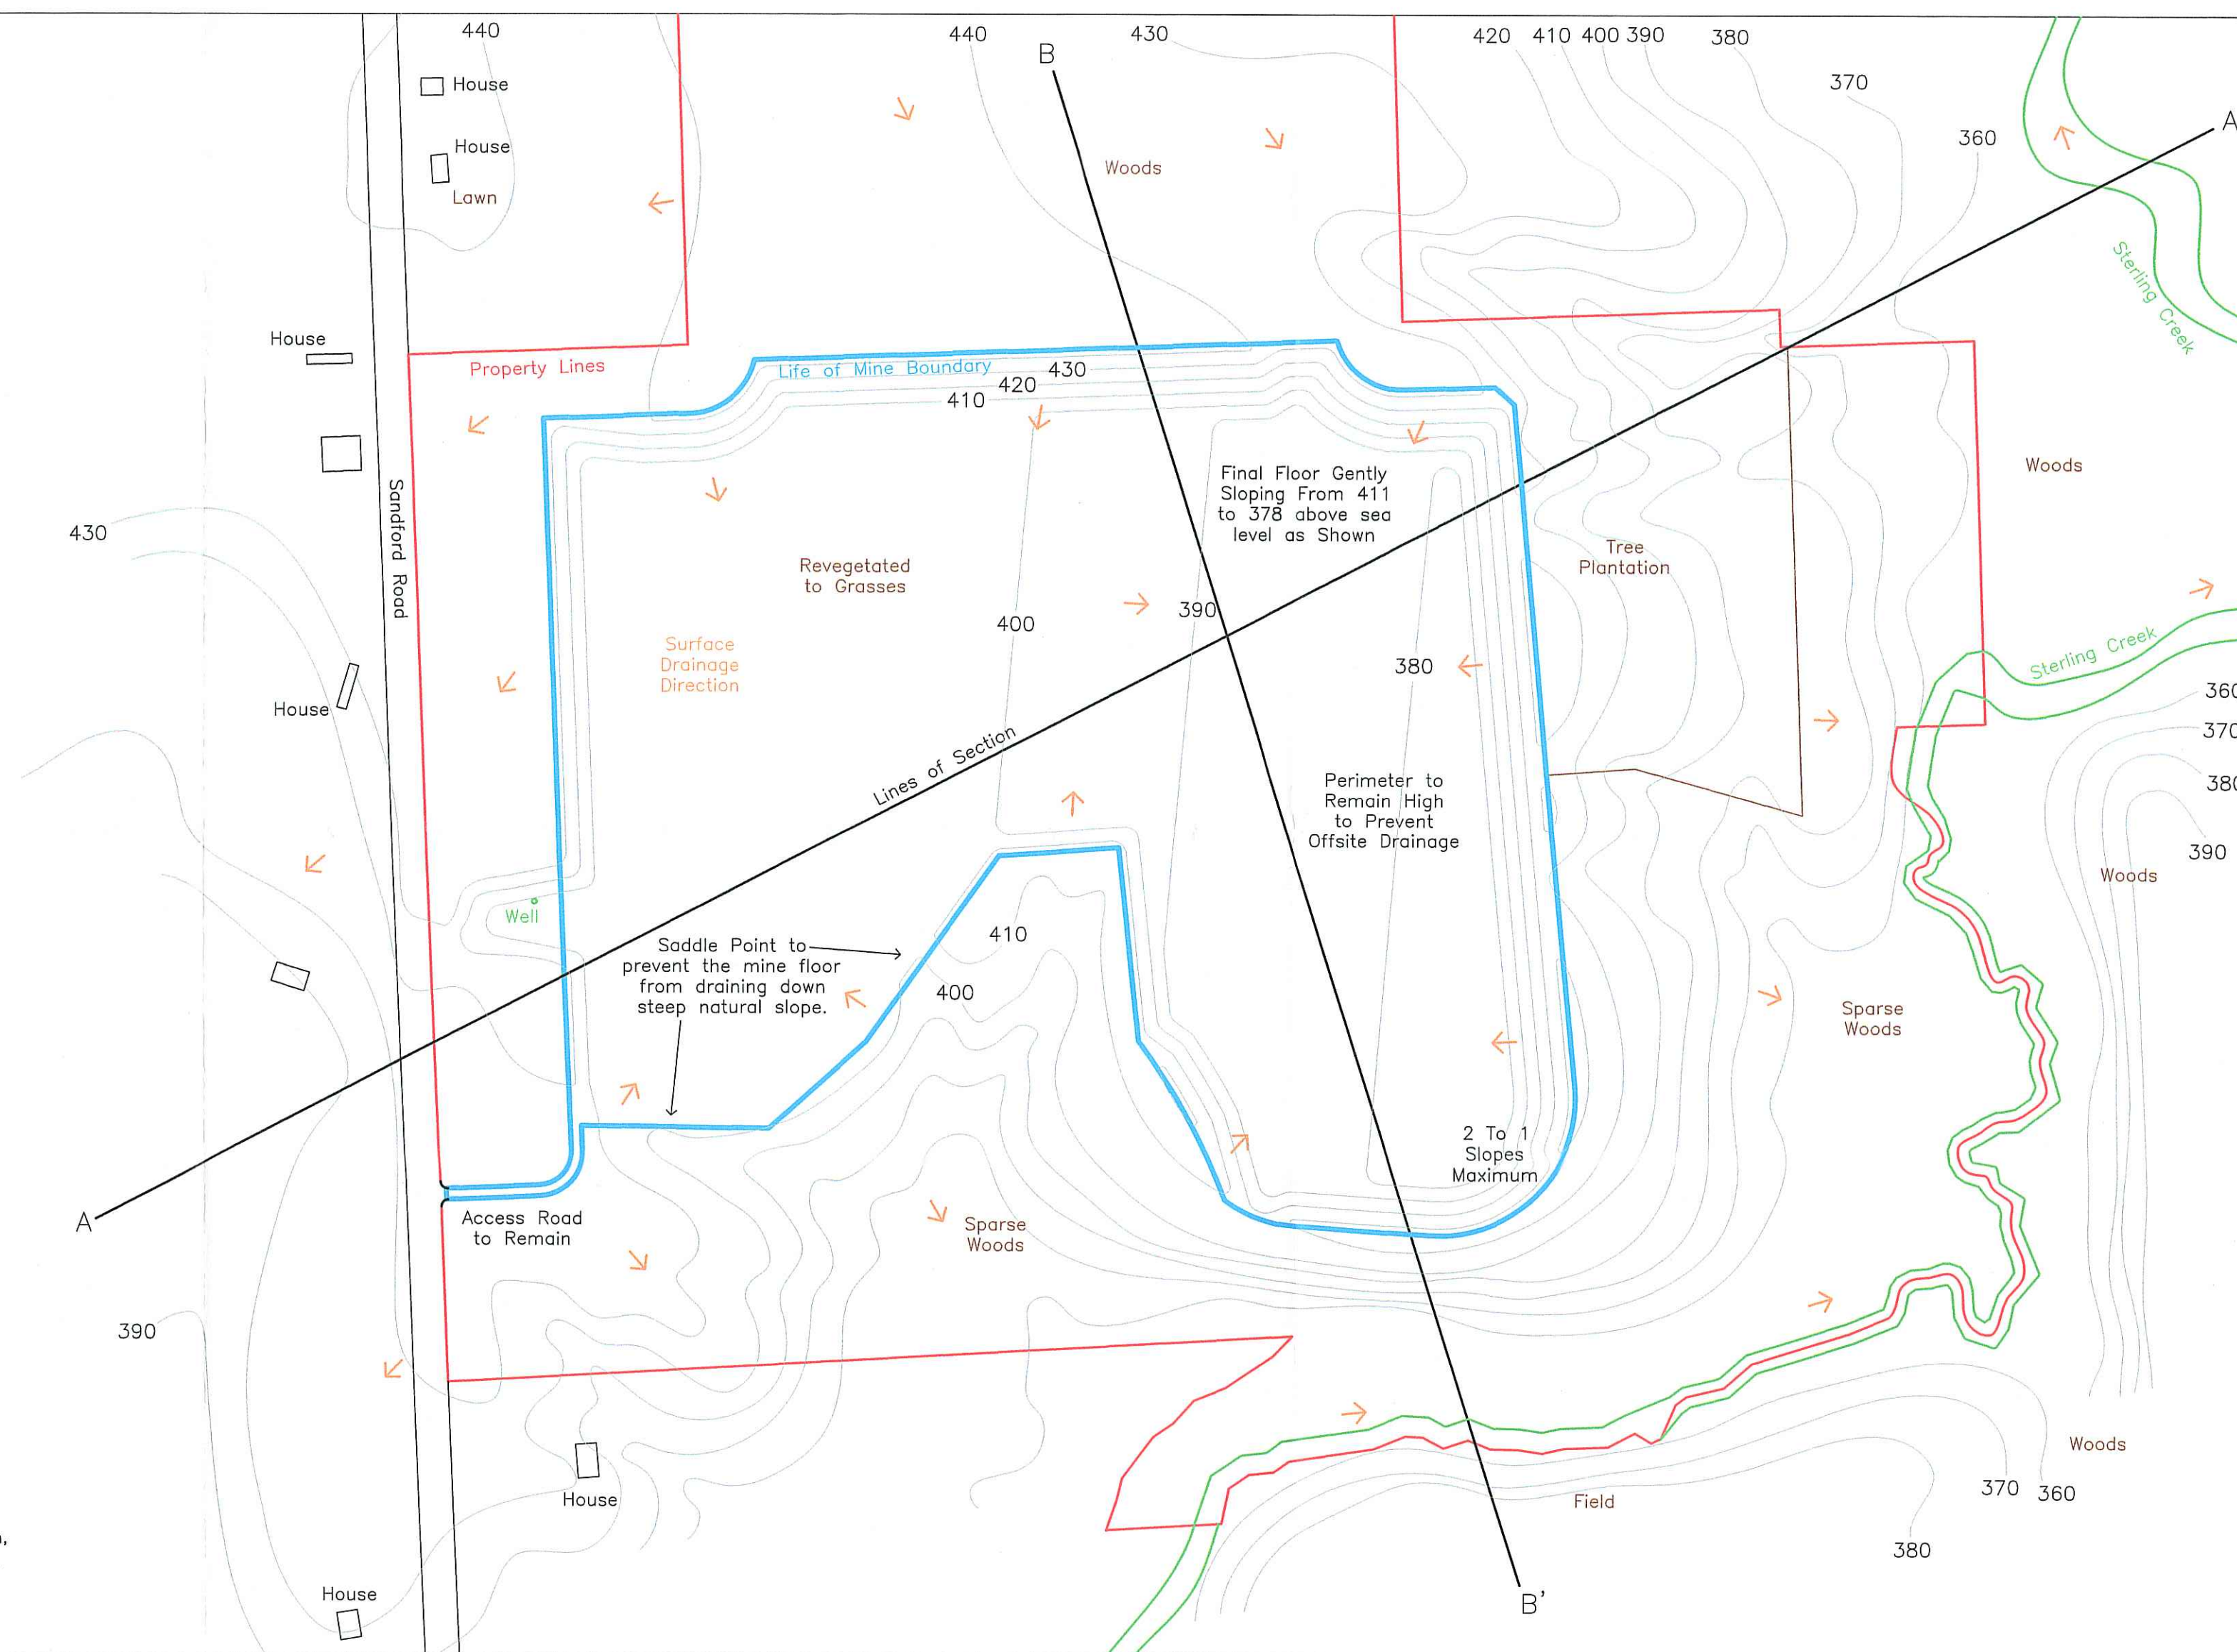 440
440
430
B
420
410
400
390
380
370
House
House
Lawn
Woods
360
A
Sterling Creek
House
Property Lines
Life of Mine Boundary
430
420
410
Sandford Road
430
Final Floor Gently
Sloping From 411
to 378 above sea
level as Shown
Woods
Revegetated
to Grasses
Tree
Plantation
Surface
Drainage
Direction
400
390
380
Sterling Creek
House
360
370
380
390
Lines of Section
Perimeter to
Remain High
to Prevent
Offsite Drainage
Woods
Well
Saddle Point to
prevent the mine floor
from draining down
steep natural slope.
410
400
Sparse
Woods
2 To 1
Slopes
Maximum
A
Access Road
to Remain
Sparse
Woods
390
House
Field
Woods
370
360
380
House
B'